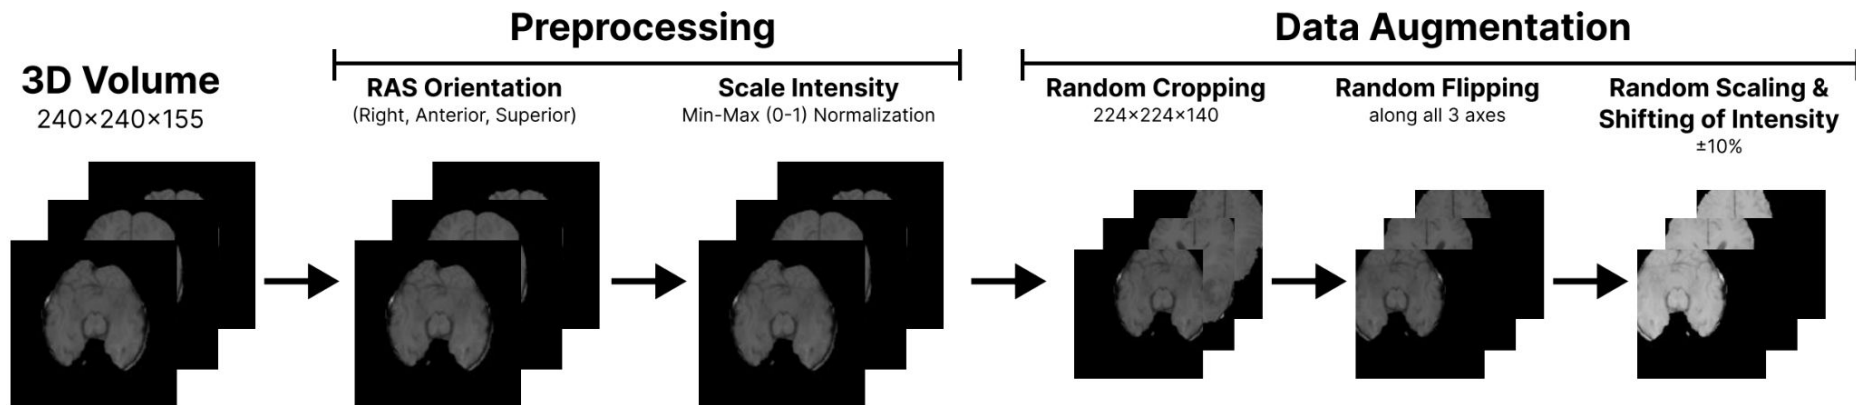 Preprocessing
Data Augmentation
3D Volume
240×240×155
RAS Orientation
(Right, Anterior, Superior)
Scale Intensity
Min-Max (0-1) Normalization
Random Cropping
224×224×140
Random Flipping
along all 3 axes
Random Scaling &
Shifting of Intensity
±10%